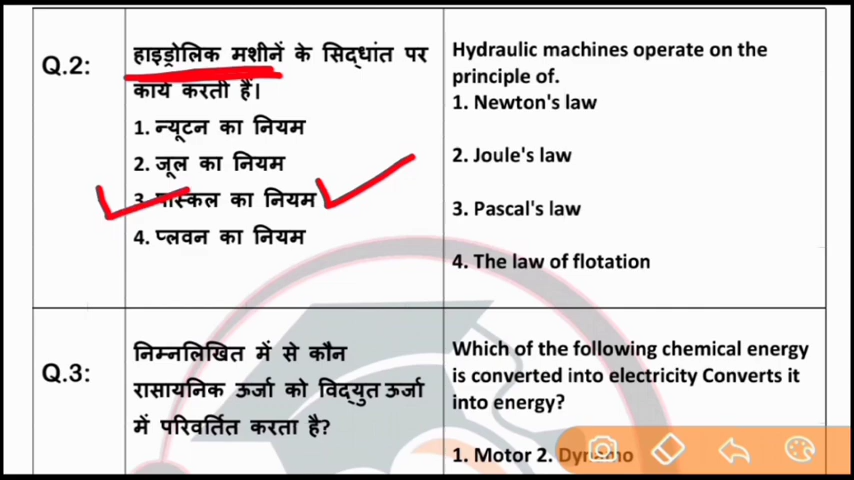 Q.2:
हाइड्रोलिक मशीनें के सिद्धांत पर
कार्य करती हैं।
1. न्यूटन का नियम
2. जूल का नियम
3. पास्कल का नियम
4. प्लवन का नियम
Hydraulic machines operate on the
principle of.
1. Newton's law
2. Joule's law
3. Pascal's law
4. The law of flotation
Q.3:
निम्नलिखित में से कौन
रासायनिक ऊर्जा को विद्युत ऊर्जा
में परिवर्तित करता है?
Which of the following chemical energy
is converted into electricity Converts it
into energy?
1. Motor 2. Dynamo